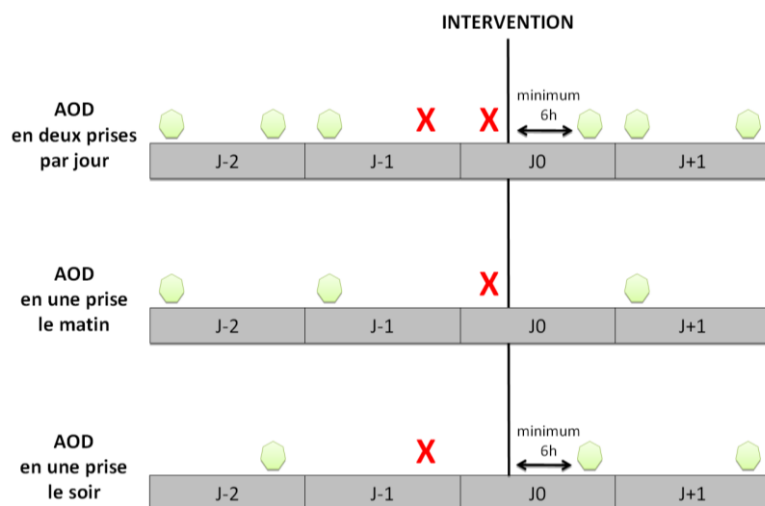 INTERVENTION
AOD
en deux prises
par jour
X X
minimum
6h
J-2 J-1 J0 J+1
AOD
en une prise
le matin
X
J-2 J-1 J0 J+1
AOD
en une prise
le soir
X
minimum
6h
J-2 J-1 J0 J+1